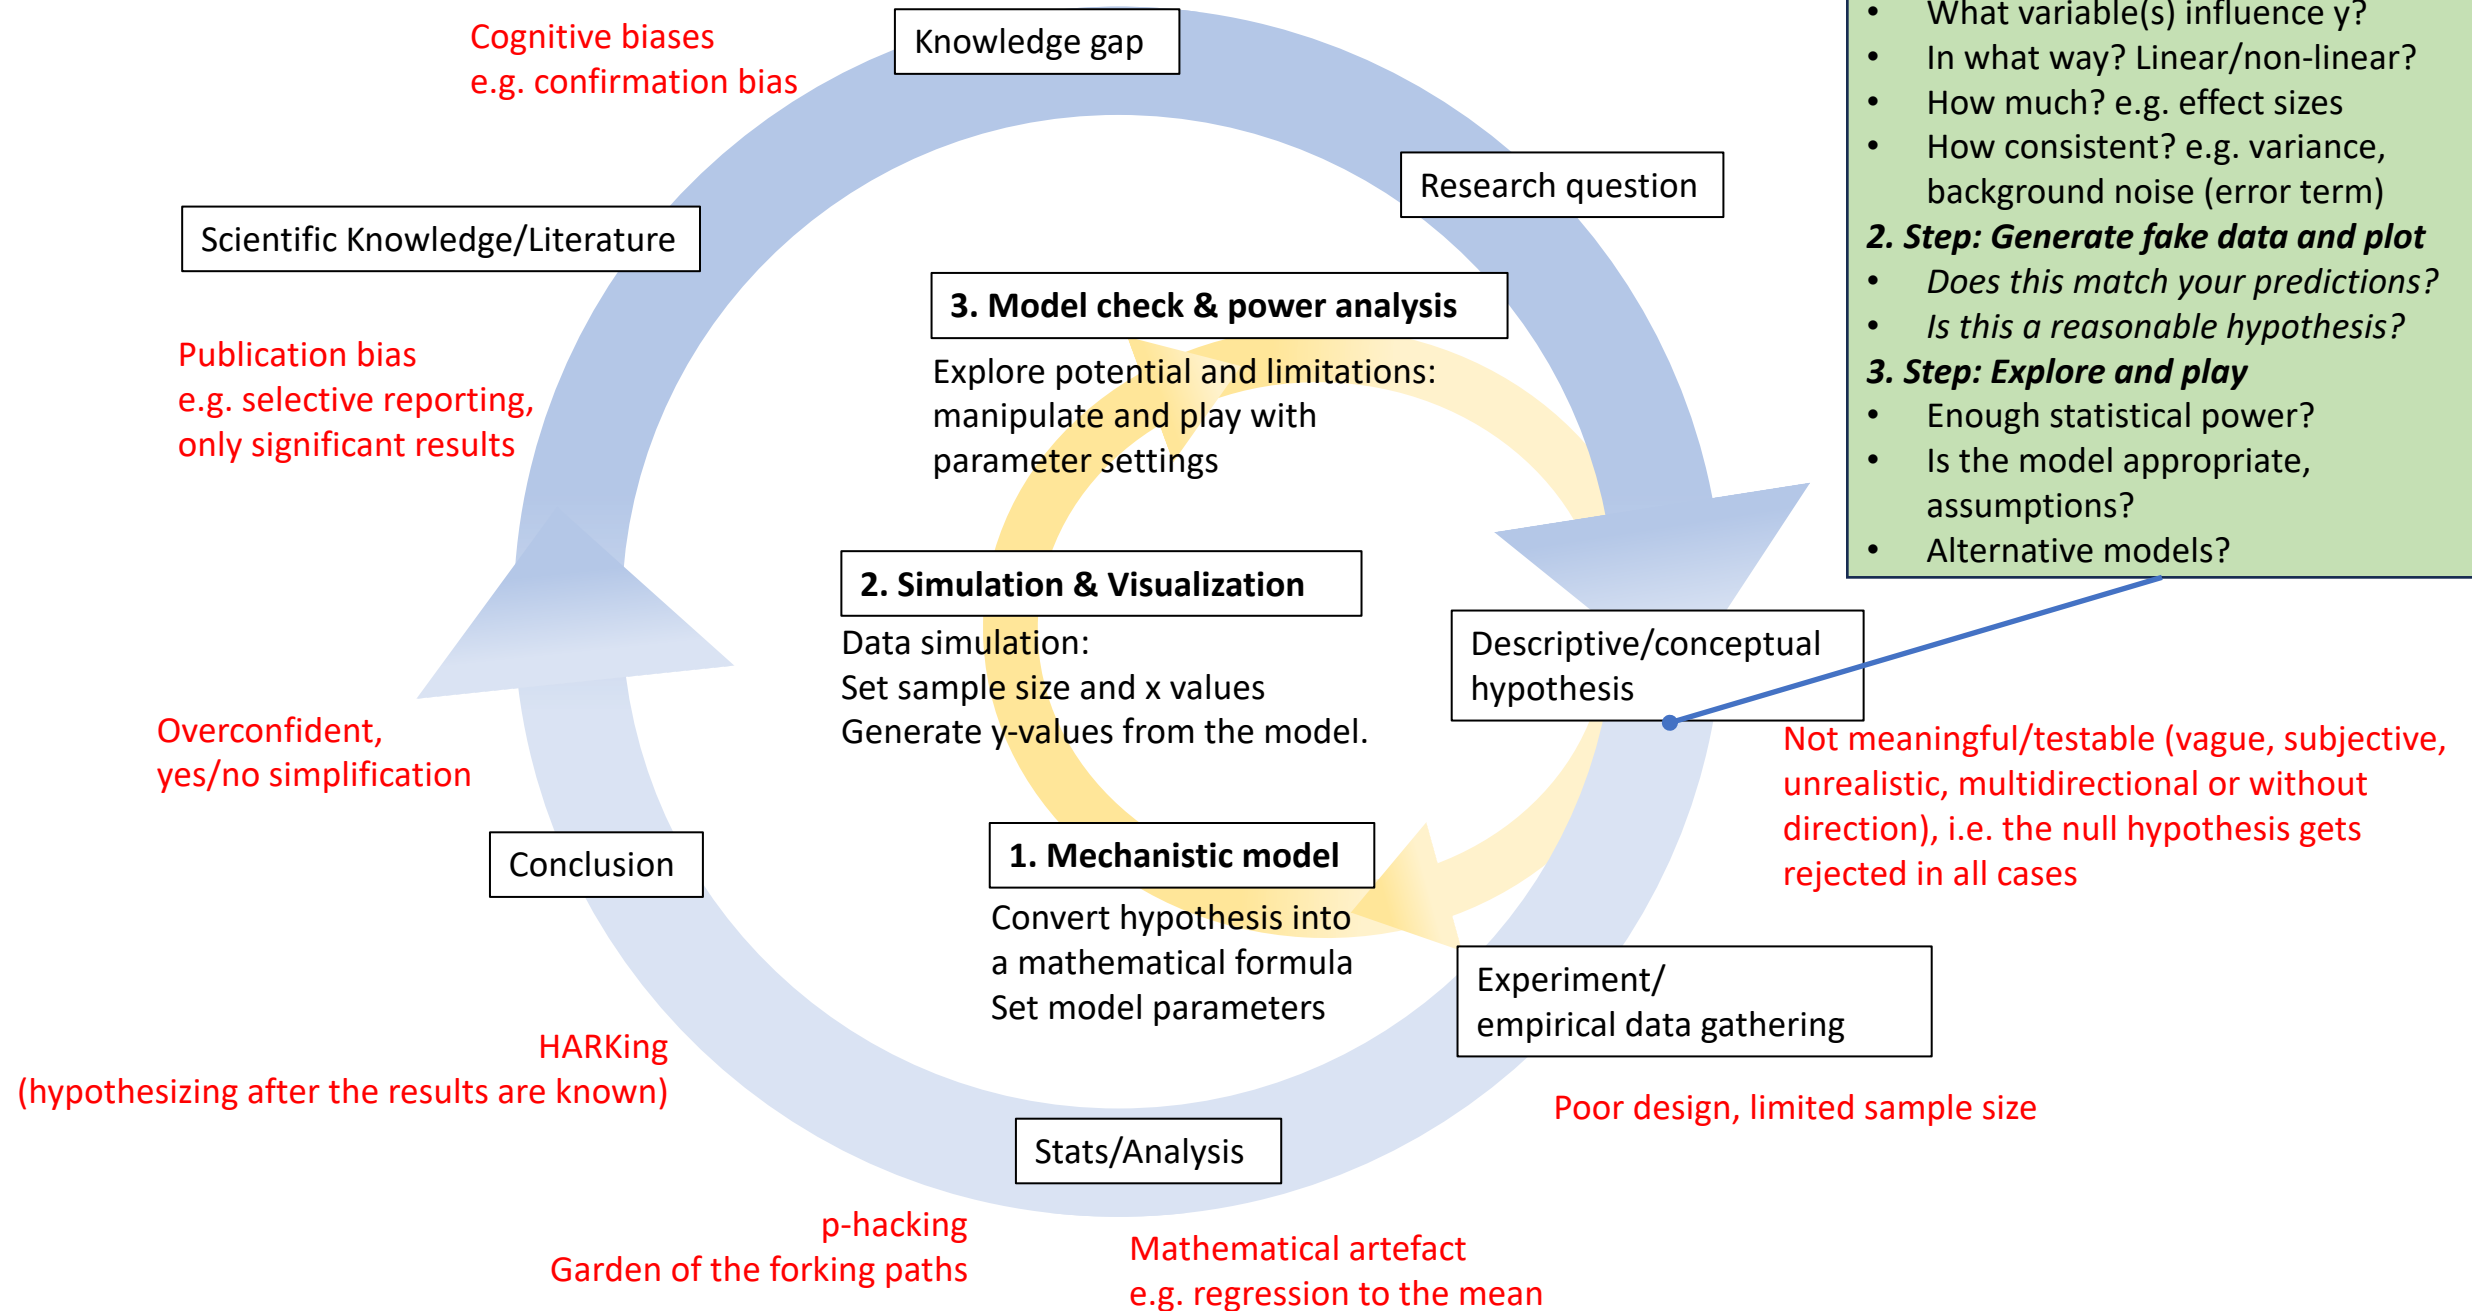 Cognitive biases
e.g. confirmation bias
Knowledge gap
Research question
Scientific Knowledge/Literature
Publication bias
e.g. selective reporting,
only significant results
3. Model check & power analysis
Explore potential and limitations:
manipulate and play with
parameter settings
2. Simulation & Visualization
Data simulation:
Set sample size and x values
Generate y-values from the model.
1. Mechanistic model
Convert hypothesis into
a mathematical formula
Set model parameters
• What variable(s) influence y?
• In what way? Linear/non-linear?
• How much? e.g. effect sizes
• How consistent? e.g. variance,
background noise (error term)
2. Step: Generate fake data and plot
• Does this match your predictions?
• Is this a reasonable hypothesis?
3. Step: Explore and play
• Enough statistical power?
• Is the model appropriate,
assumptions?
• Alternative models?
Descriptive/conceptual
hypothesis
Not meaningful/testable (vague, subjective,
unrealistic, multidirectional or without
direction), i.e. the null hypothesis gets
rejected in all cases
Experiment/
empirical data gathering
Poor design, limited sample size
Overconfident,
yes/no simplification
Conclusion
HARKing
(hypothesizing after the results are known)
Stats/Analysis
p-hacking
Garden of the forking paths
Mathematical artefact
e.g. regression to the mean